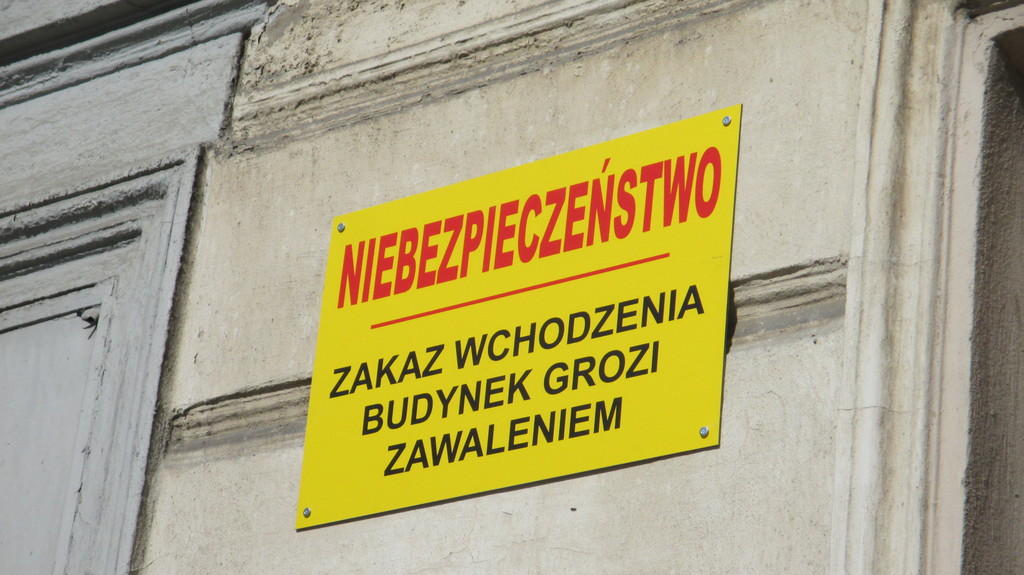 NIEBEZPIECZEŃSTWO
ZAKAZ WCHODZENIA
BUDYNEK GROZI
ZAWALENIEM